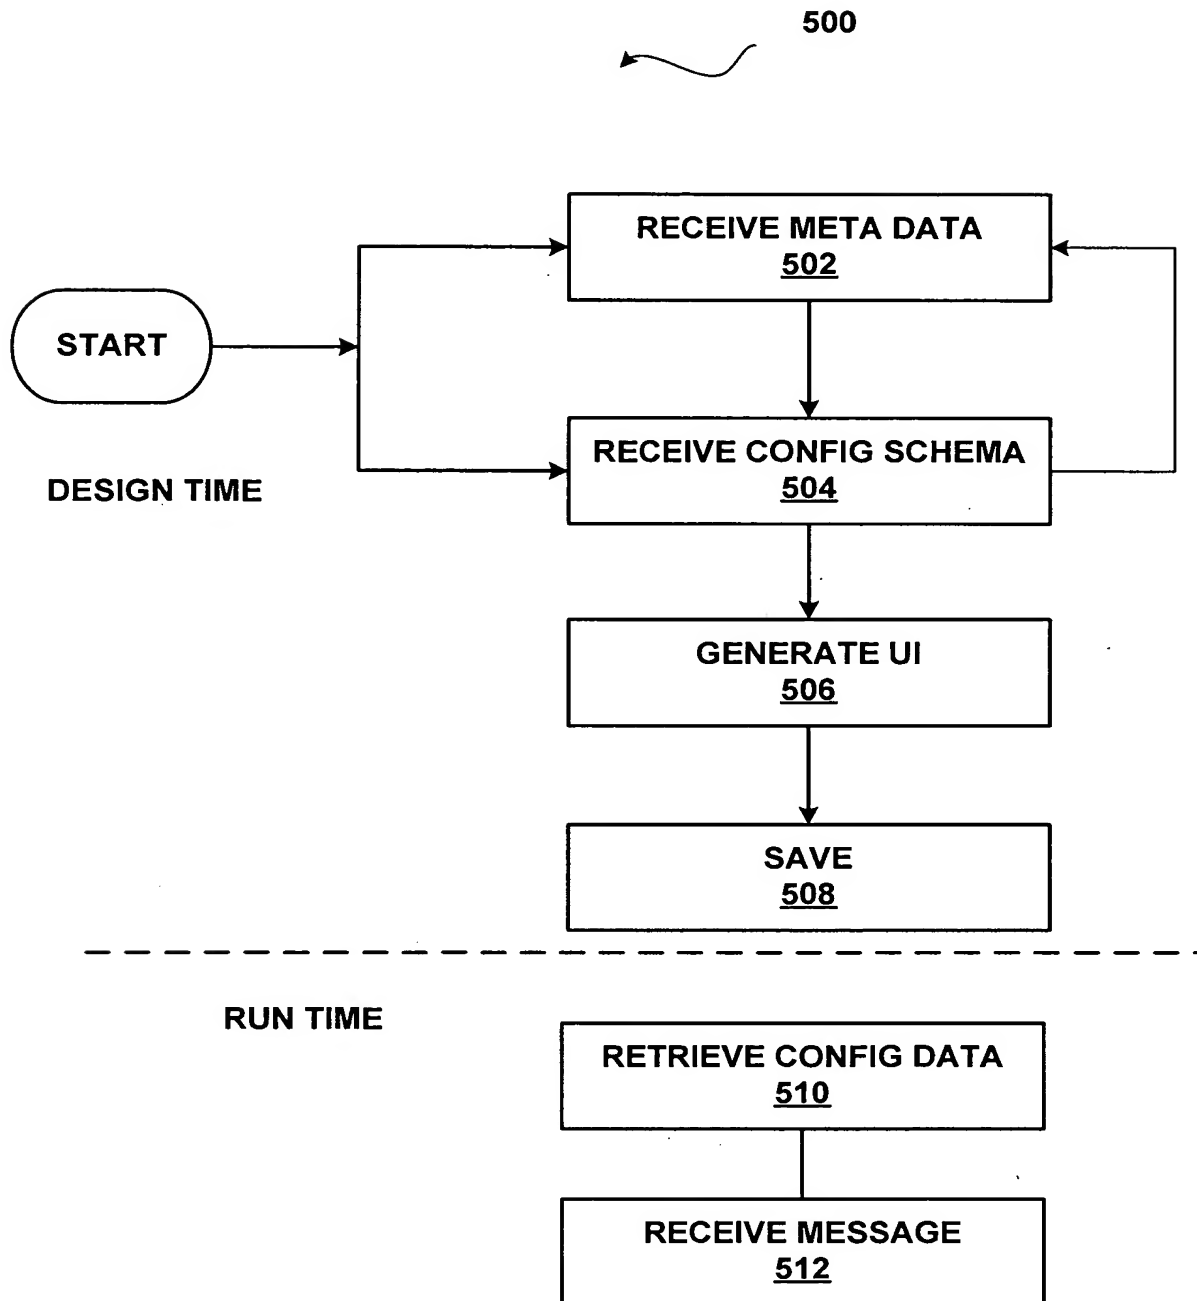 500
RECEIVE META DATA
502
START
RECEIVE CONFIG SCHEMA
504
DESIGN TIME
GENERATE UI
506
SAVE
508
RUN TIME
RETRIEVE CONFIG DATA
510
RECEIVE MESSAGE
512